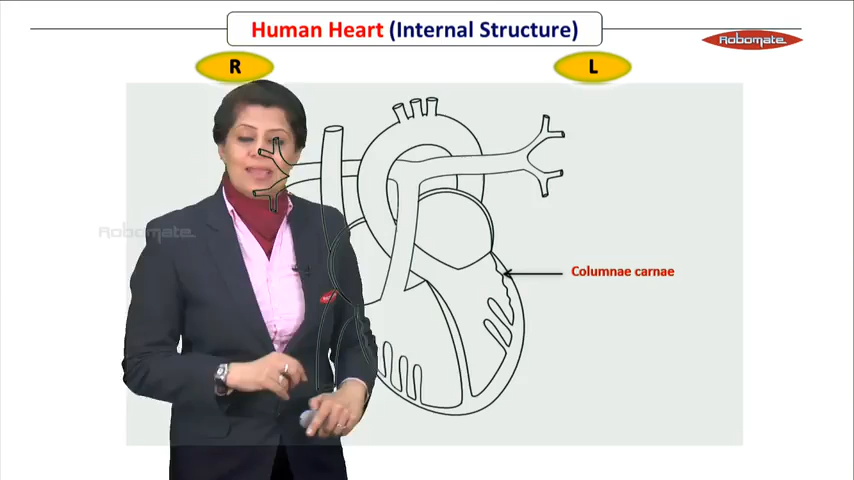 Human Heart (Internal Structure)
Robomate
R
L
Robomate
Columnae carnae